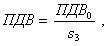 ПДВ = ПДВ₀ / s₃ ,